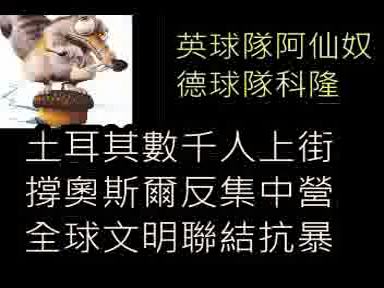 英球隊阿仙奴
德球隊科隆
土耳其數千人上街
撐奧斯爾反集中營
全球文明聯結抗暴